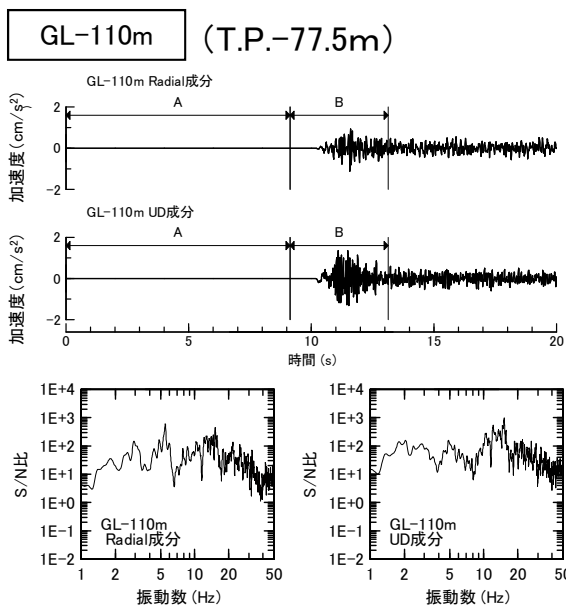 GL-110m (T.P.-77.5m)
GL-110m Radial成分
加速度(cm/s²)
2
0
-2
A B
GL-110m UD成分
加速度(cm/s²)
2
0
-2
A B
0 5 10 15 20
時間(s)
S/N比
1E+4
1E+3
1E+2
1E+1
1E+0
1E-1
1E-2
GL-110m
Radial成分
1 2 5 10 20 50
振動数(Hz)
S/N比
1E+4
1E+3
1E+2
1E+1
1E+0
1E-1
1E-2
GL-110m
UD成分
1 2 5 10 20 50
振動数(Hz)